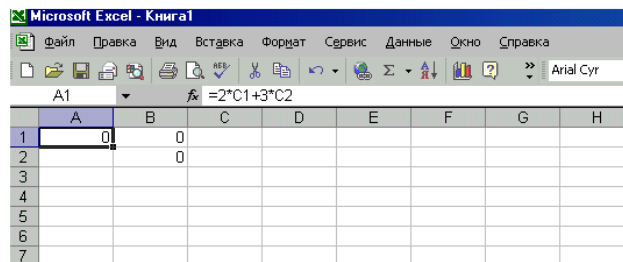 Microsoft Excel - Книга1
Файл Правка Вид Вставка Формат Сервис Данные Окно Справка
Arial Cyr
A1 fx =2*C1+3*C2
A B C D E F G H
1 0 0
2 0
3
4
5
6
7